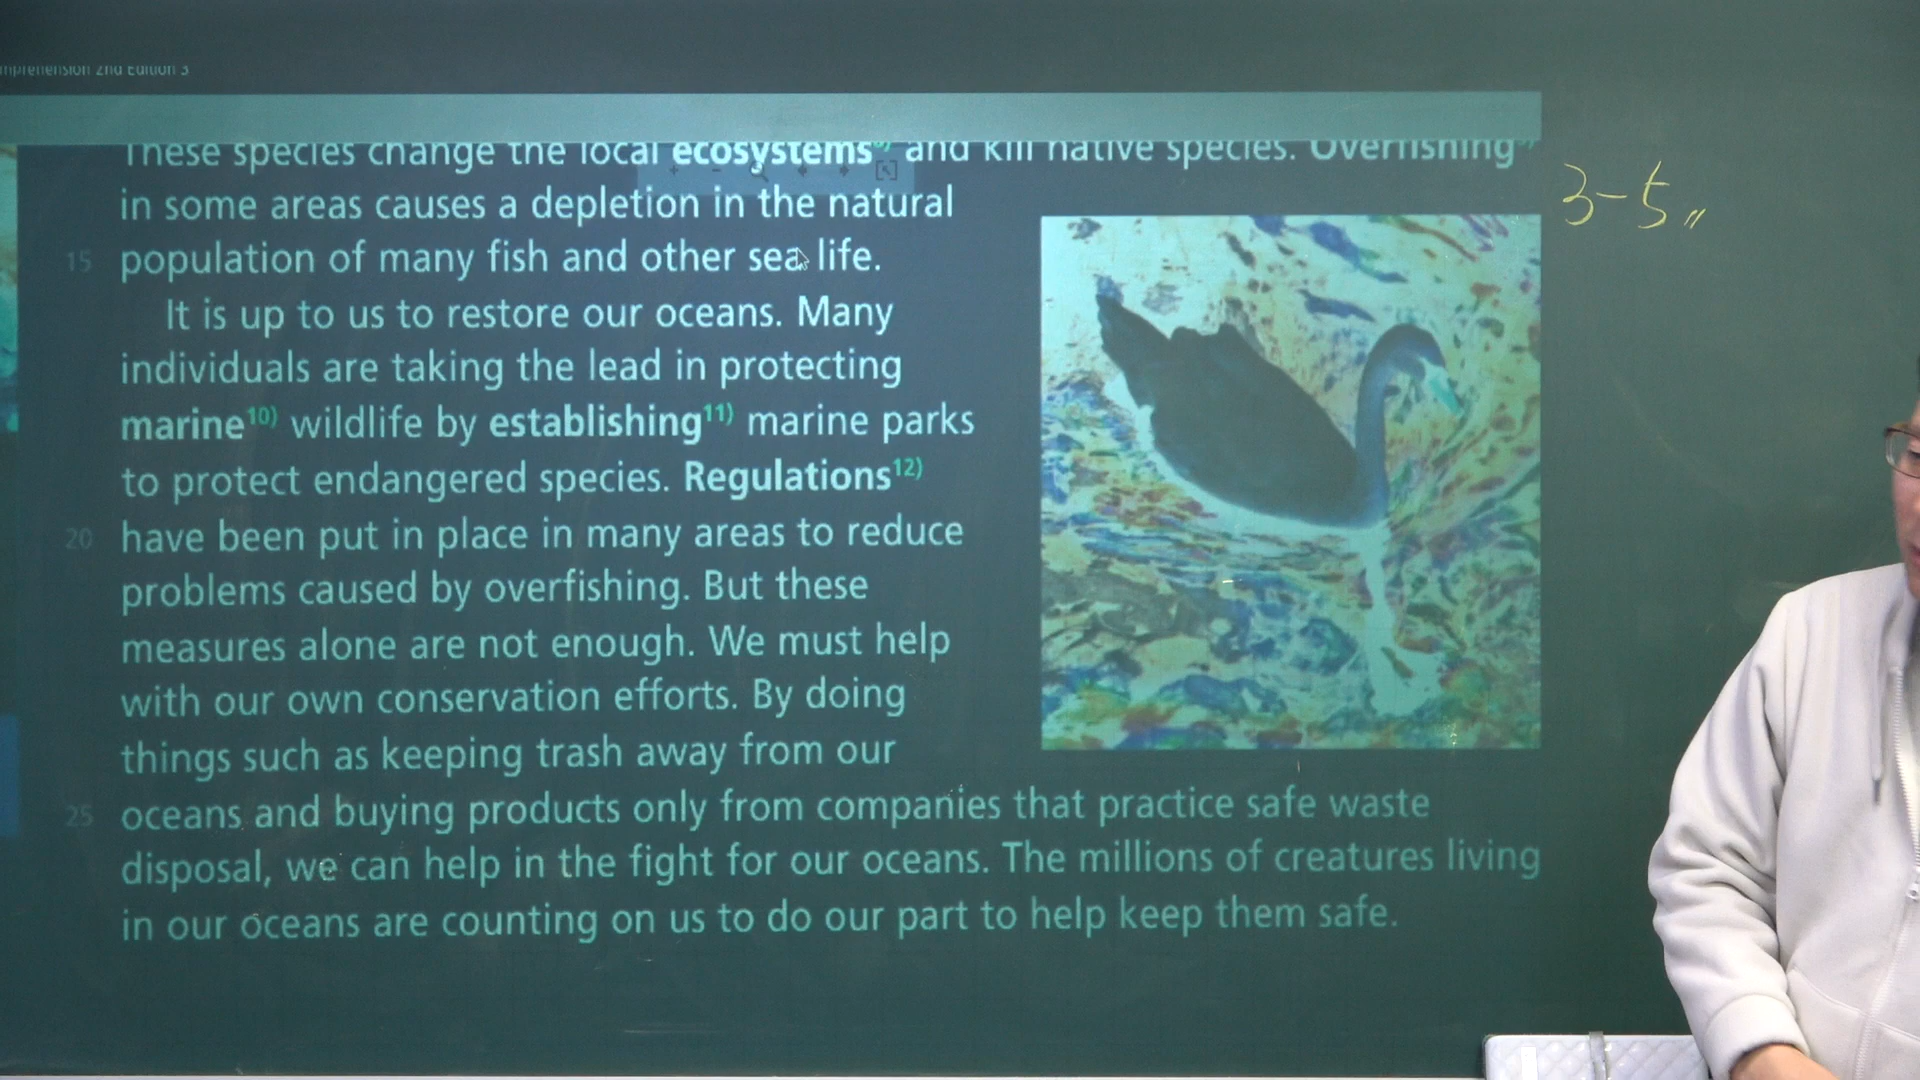 2nd Edition 3
These species change the local ecosystems and kill native species. Overfishing
in some areas causes a depletion in the natural
15 population of many fish and other sea life.
It is up to us to restore our oceans. Many
individuals are taking the lead in protecting
marine10) wildlife by establishing11) marine parks
to protect endangered species. Regulations12)
20 have been put in place in many areas to reduce
problems caused by overfishing. But these
measures alone are not enough. We must help
with our own conservation efforts. By doing
things such as keeping trash away from our
25 oceans and buying products only from companies that practice safe waste
disposal, we can help in the fight for our oceans. The millions of creatures living
in our oceans are counting on us to do our part to help keep them safe.
3-5〃